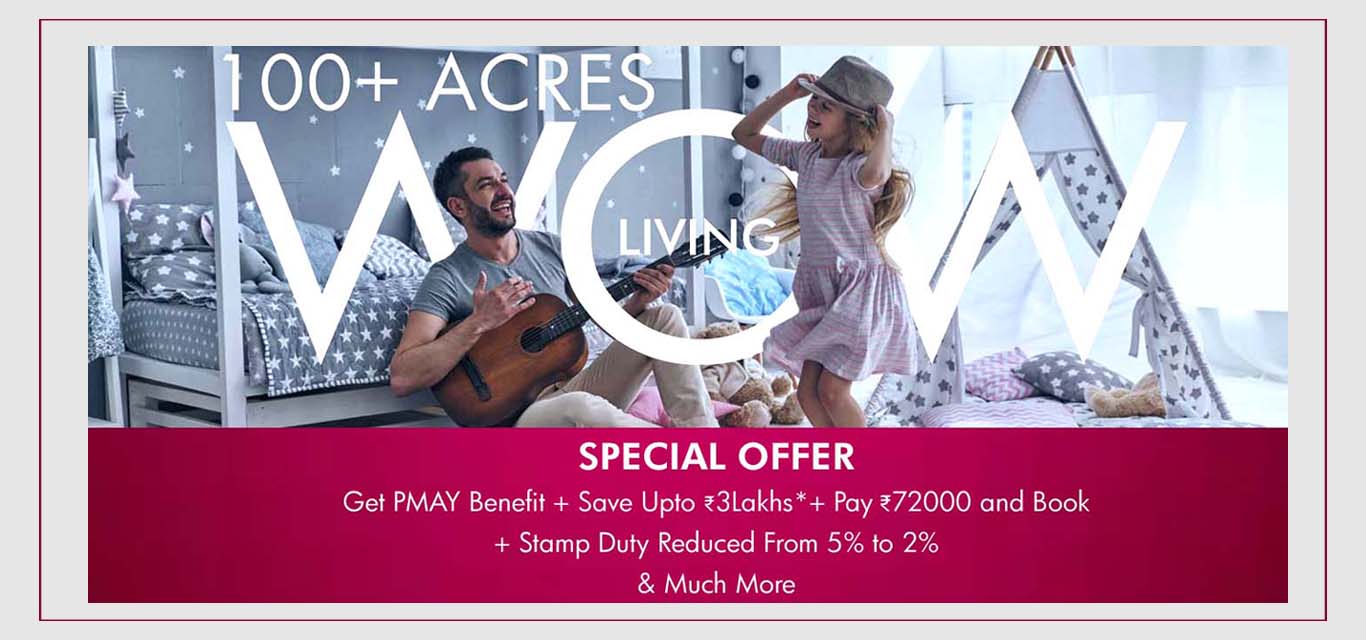 100+ ACRES
WOW
LIVING
SPECIAL OFFER
Get PMAY Benefit + Save Upto ₹3Lakhs*+ Pay ₹72000 and Book
+ Stamp Duty Reduced From 5% to 2%
& Much More